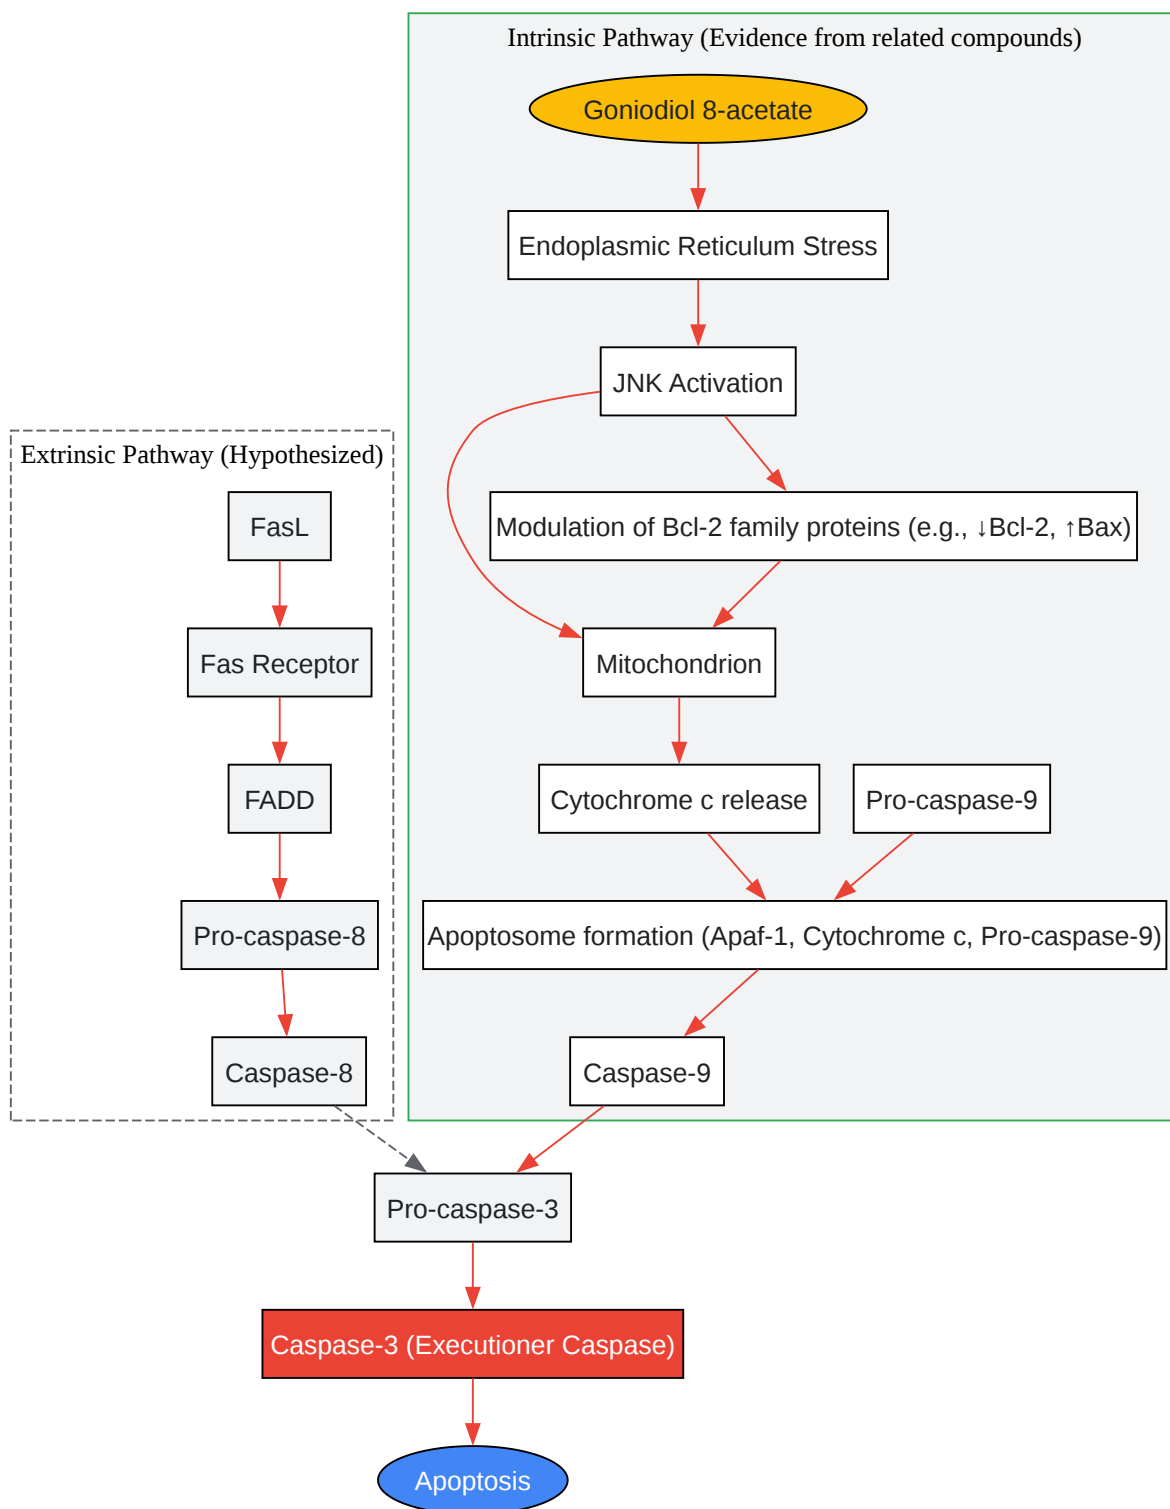 Intrinsic Pathway (Evidence from related compounds)
Goniodiol 8-acetate
Endoplasmic Reticulum Stress
JNK Activation
Modulation of Bcl-2 family proteins (e.g., ↓Bcl-2, ↑Bax)
Mitochondrion
Cytochrome c release
Pro-caspase-9
Apoptosome formation (Apaf-1, Cytochrome c, Pro-caspase-9)
Caspase-9
Extrinsic Pathway (Hypothesized)
FasL
Fas Receptor
FADD
Pro-caspase-8
Caspase-8
Pro-caspase-3
Caspase-3 (Executioner Caspase)
Apoptosis